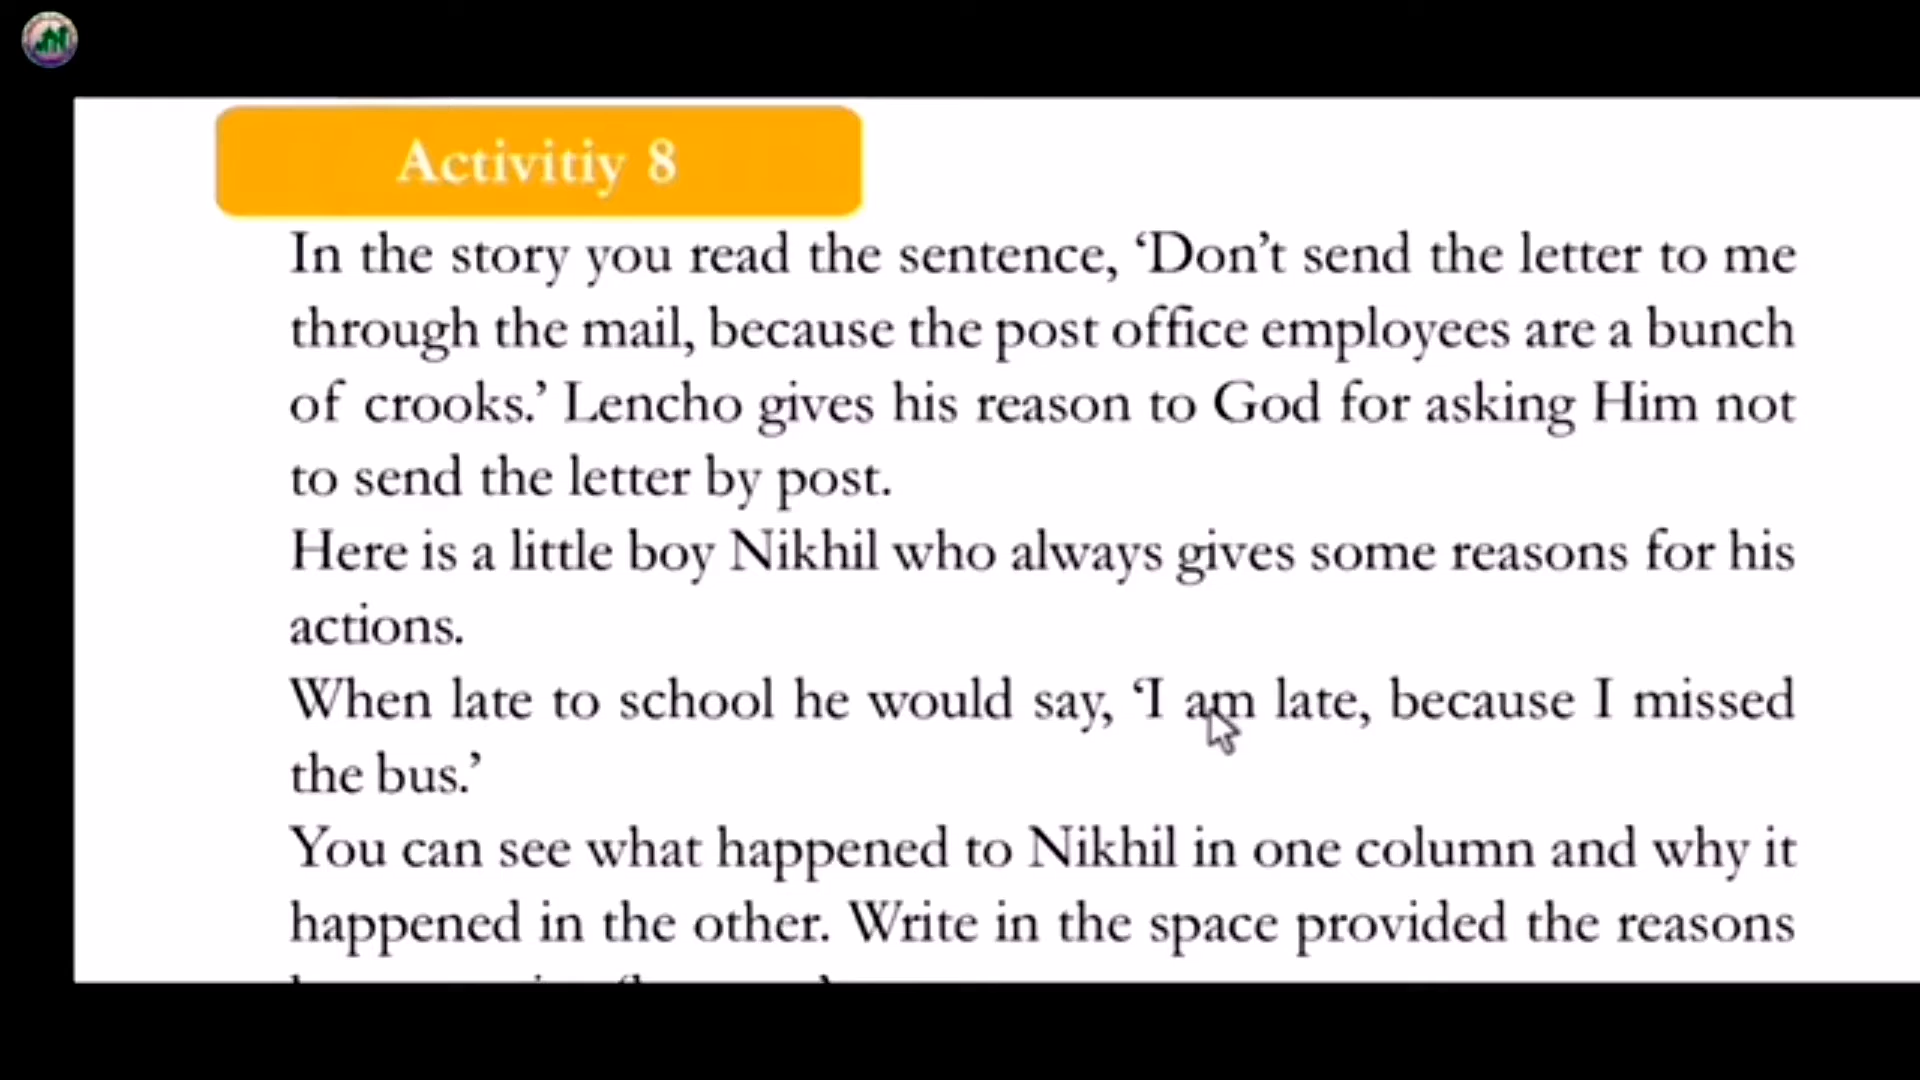 Activitiy 8
In the story you read the sentence, ‘Don’t send the letter to me
through the mail, because the post office employees are a bunch
of crooks.’ Lencho gives his reason to God for asking Him not
to send the letter by post.
Here is a little boy Nikhil who always gives some reasons for his
actions.
When late to school he would say, ‘I am late, because I missed
the bus.’
You can see what happened to Nikhil in one column and why it
happened in the other. Write in the space provided the reasons